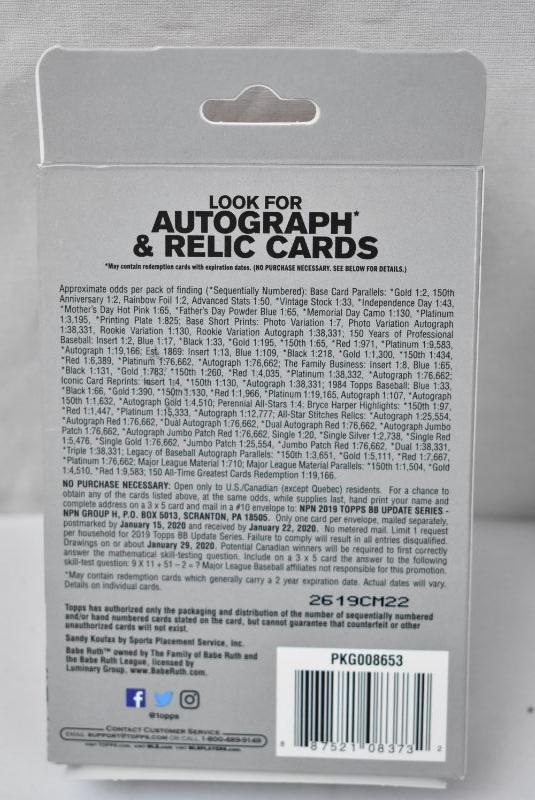 LOOK FOR
AUTOGRAPH*
& RELIC CARDS
*May contain redemption cards with expiration dates. (NO PURCHASE NECESSARY. SEE BELOW FOR DETAILS.)
Approximate odds per pack of finding (*Sequentially Numbered): Base Card Parallels: *Gold 1:2, 150th
Anniversary 1:2, Rainbow Foil 1:2, Advanced Stats 1:50, *Vintage Stock 1:33, *Independence Day 1:43,
*Mother's Day Hot Pink 1:65, *Father's Day Powder Blue 1:65, *Memorial Day Camo 1:130, *Platinum
1:3,195, *Printing Plate 1:825; Base Short Prints: Photo Variation 1:7, Photo Variation Autograph
1:38,331, Rookie Variation 1:130, Rookie Variation Autograph 1:38,331; 150 Years of Professional
Baseball: Insert 1:2, Blue 1:17, *Black 1:33, *Gold 1:195, *150th 1:65, *Red 1:971, *Platinum 1:9,583,
*Autograph 1:19,166; Est. 1869: Insert 1:13, Blue 1:109, *Black 1:218, *Gold 1:1,300, *150th 1:434,
*Red 1:6,389, *Platinum 1:76,662, *Autograph 1:76,662; The Family Business: Insert 1:8, Blue 1:65,
*Black 1:131, *Gold 1:783, *150th 1:260, *Red 1:4,035, *Platinum 1:38,332, *Autograph 1:76,662;
Iconic Card Reprints: Insert 1:4, *150th 1:130, *Autograph 1:38,331; 1984 Topps Baseball: Blue 1:33,
*Black 1:66, *Gold 1:390, *150th 1:130, *Red 1:1,966, *Platinum 1:19,165, Autograph 1:107, *Autograph
150th 1:1,632, *Autograph Gold 1:4,510; Perennial All-Stars 1:4; Bryce Harper Highlights: *150th 1:97,
*Red 1:1,447, *Platinum 1:15,333, *Autograph 1:12,777; All-Star Stitches Relics: *Autograph 1:25,554,
*Autograph Red 1:76,662, *Dual Autograph 1:76,662, *Dual Autograph Red 1:76,662, *Autograph Jumbo
Patch 1:76,662, *Autograph Jumbo Patch Red 1:76,662, Single 1:20, *Single Silver 1:2,738, *Single Red
1:5,476, *Single Gold 1:76,662, *Jumbo Patch 1:25,554, *Jumbo Patch Red 1:76,662, *Dual 1:38,331,
*Triple 1:38,331; Legacy of Baseball Autograph Parallels: *150th 1:3,651, *Gold 1:5,111, *Red 1:7,667,
*Platinum 1:76,662; Major League Material 1:710; Major League Material Parallels: *150th 1:1,504, *Gold
1:4,510, *Red 1:9,583; 150 All-Time Greatest Cards Redemption 1:19,166.
NO PURCHASE NECESSARY: Open only to U.S./Canadian (except Quebec) residents. For a chance to
obtain any of the cards listed above, at the same odds, while supplies last, hand print your name and
complete address on a 3 x 5 card and mail in a #10 envelope to: NPN 2019 TOPPS BB UPDATE SERIES -
NPN GROUP H, P.O. BOX 5013, SCRANTON, PA 18505. Only one card per envelope, mailed separately,
postmarked by January 15, 2020 and received by January 22, 2020. No metered mail. Limit 1 request
per household for 2019 Topps BB Update Series. Failure to comply will result in all entries disqualified.
Drawings on or about January 29, 2020. Potential Canadian winners will be required to first correctly
answer the mathematical skill-testing question. Include on a 3 x 5 card the answer to the following
skill-test question: 9 X 11 + 51 – 2 = ? Major League Baseball affiliates not responsible for this promotion.
*May contain redemption cards which generally carry a 2 year expiration date. Actual dates will vary.
Details on individual cards.
2619CM22
Topps has authorized only the packaging and distribution of the number of sequentially numbered
and/or hand numbered cards stated on the card, but cannot guarantee that counterfeit or other
unauthorized cards will not exist.
Sandy Koufax by Sports Placement Service, Inc.
Babe Ruth™ owned by The Family of Babe Ruth and
the Babe Ruth League, licensed by
Luminary Group, www.BabeRuth.com.
PKG008653
@topps
CONTACT CUSTOMER SERVICE
EMAIL SUPPORT@TOPPS.COM OR CALL 1-800-489-9149
VISIT TOPPS.COM, VISIT MLB.COM VISIT MLBPLAYERS.COM
8 87521 08373 2